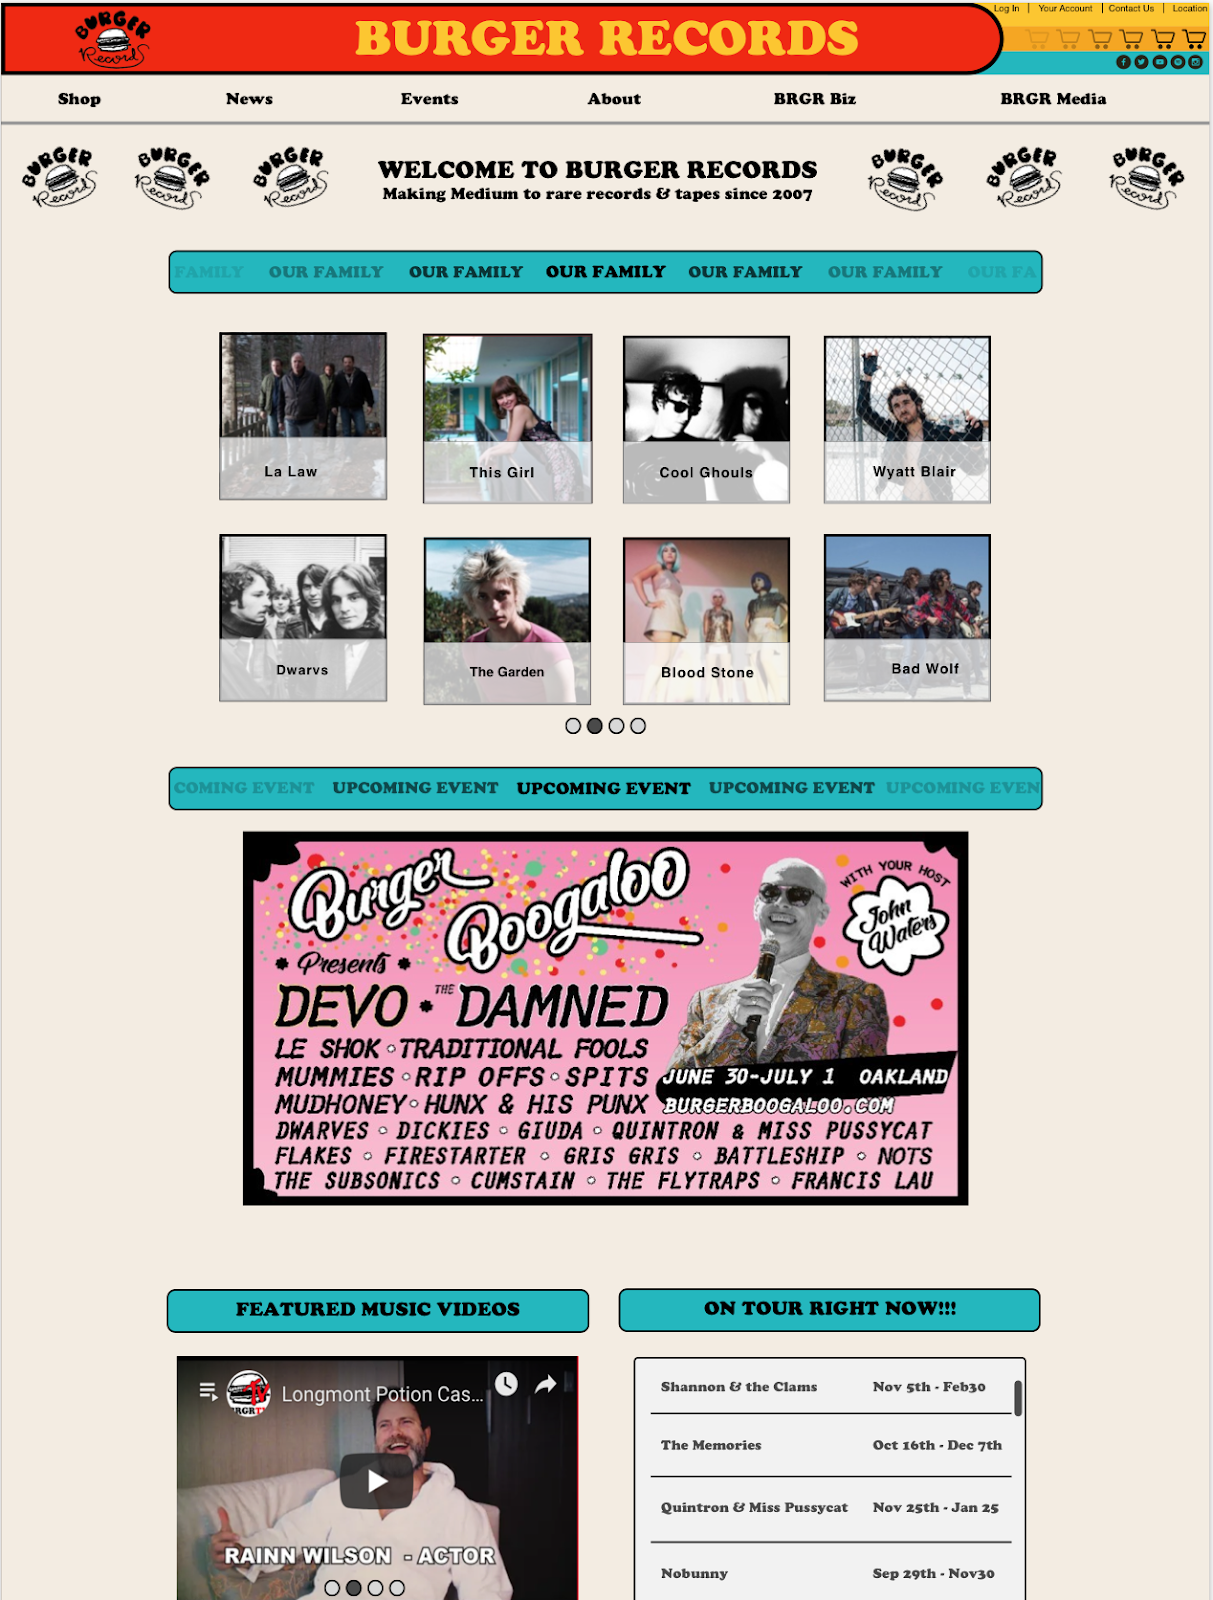 BURGER Records
BURGER RECORDS
Log In | Your Account | Contact Us | Location
Shop News Events About BRGR Biz BRGR Media
BURGER Records BURGER Records BURGER Records
WELCOME TO BURGER RECORDS
Making Medium to rare records & tapes since 2007
BURGER Records BURGER Records BURGER Records
FAMILY OUR FAMILY OUR FAMILY OUR FAMILY OUR FAMILY OUR FAMILY OUR FA
La Law
This Girl
Cool Ghouls
Wyatt Blair
Dwarvs
The Garden
Blood Stone
Bad Wolf
COMING EVENT UPCOMING EVENT UPCOMING EVENT UPCOMING EVENT UPCOMING EVEN
Burger Boogaloo
Presents
WITH YOUR HOST
John Waters
DEVO * THE DAMNED
LE SHOK · TRADITIONAL FOOLS
MUMMIES · RIP OFFS · SPITS
JUNE 30-JULY 1 OAKLAND
MUDHONEY · HUNX & HIS PUNX
BURGERBOOGALOO.COM
DWARVES · DICKIES · GIUDA · QUINTRON & MISS PUSSYCAT
FLAKES · FIRESTARTER · GRIS GRIS · BATTLESHIP · NOTS
THE SUBSONICS · CUMSTAIN · THE FLYTRAPS · FRANCIS LAU
FEATURED MUSIC VIDEOS
Longmont Potion Cas...
TV
BRGRTV
RAINN WILSON - ACTOR
ON TOUR RIGHT NOW!!!
Shannon & the Clams Nov 5th - Feb30
The Memories Oct 16th - Dec 7th
Quintron & Miss Pussycat Nov 25th - Jan 25
Nobunny Sep 29th - Nov30